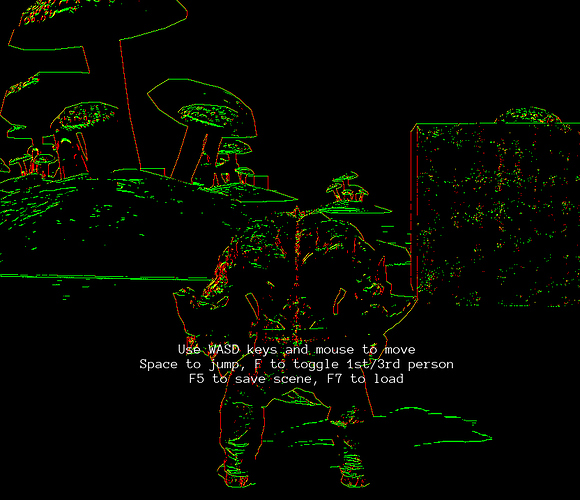 Use WASD keys and mouse to move
Space to jump, F to toggle 1st/3rd person
F5 to save scene, F7 to load